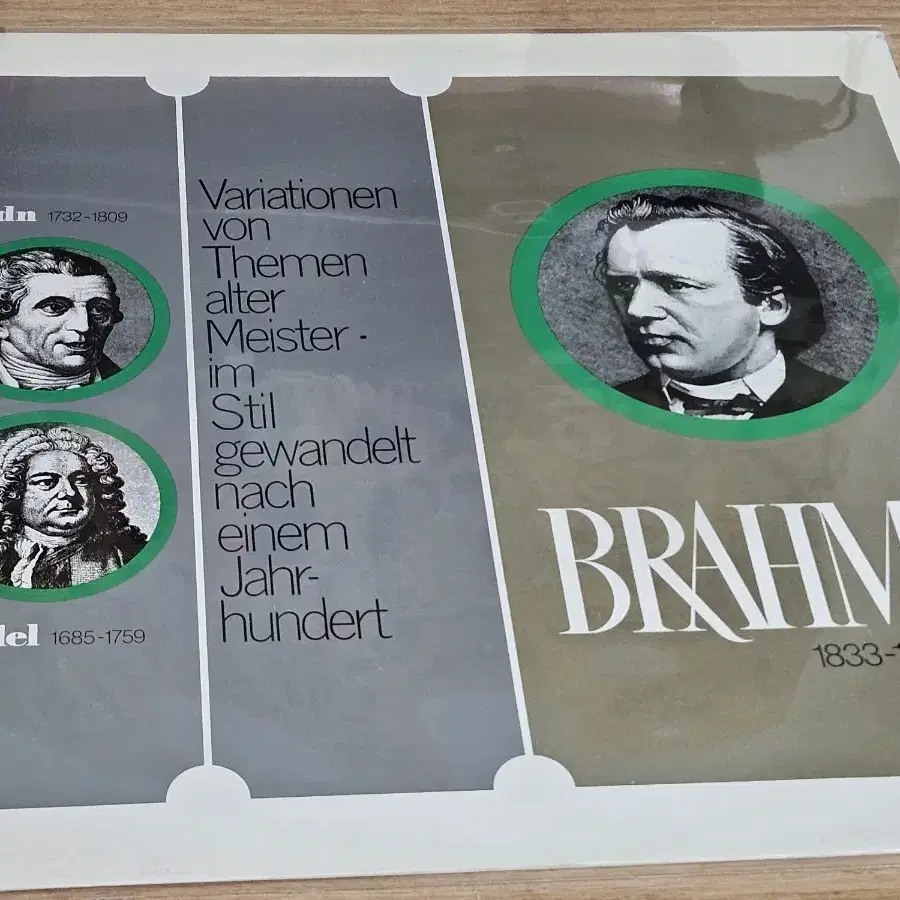 dn 1732-1809
del 1685-1759
Variationen
von
Themen
alter
Meister -
im
Stil
gewandelt
nach
einem
Jahr-
hundert
BRAHM
1833-